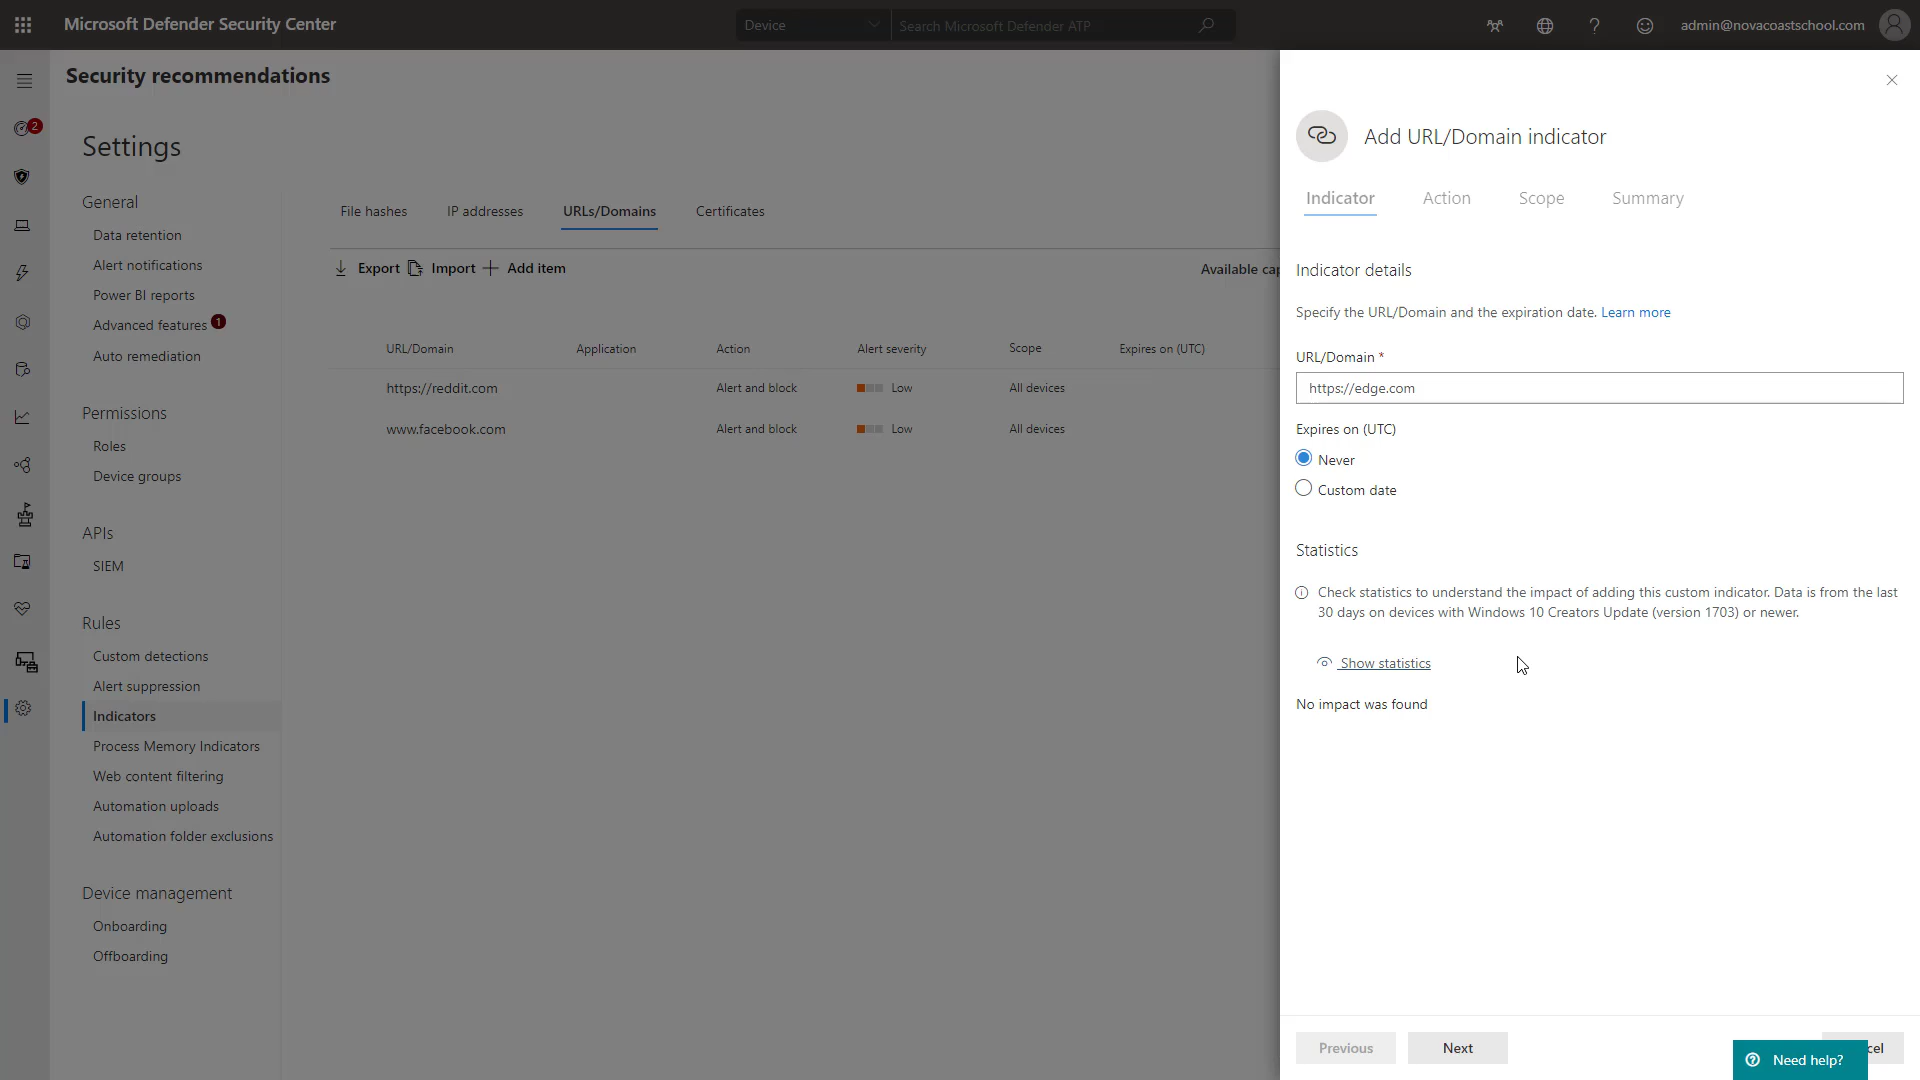 Microsoft Defender Security Center
Device
Search Microsoft Defender ATP
admin@novacoastschool.com
Security recommendations
2
Settings
General
Data retention
Alert notifications
Power BI reports
Advanced features 1
Auto remediation
Permissions
Roles
Device groups
APIs
SIEM
Rules
Custom detections
Alert suppression
Indicators
Process Memory Indicators
Web content filtering
Automation uploads
Automation folder exclusions
Device management
Onboarding
Offboarding
File hashes IP addresses URLs/Domains Certificates
Export Import Add item Available cap
URL/Domain Application Action Alert severity Scope Expires on (UTC)
https://reddit.com Alert and block Low All devices
www.facebook.com Alert and block Low All devices
Add URL/Domain indicator
Indicator Action Scope Summary
Indicator details
Specify the URL/Domain and the expiration date. Learn more
URL/Domain *
https://edge.com
Expires on (UTC)
Never
Custom date
Statistics
Check statistics to understand the impact of adding this custom indicator. Data is from the last
30 days on devices with Windows 10 Creators Update (version 1703) or newer.
Show statistics
No impact was found
Previous Next cel
Need help?